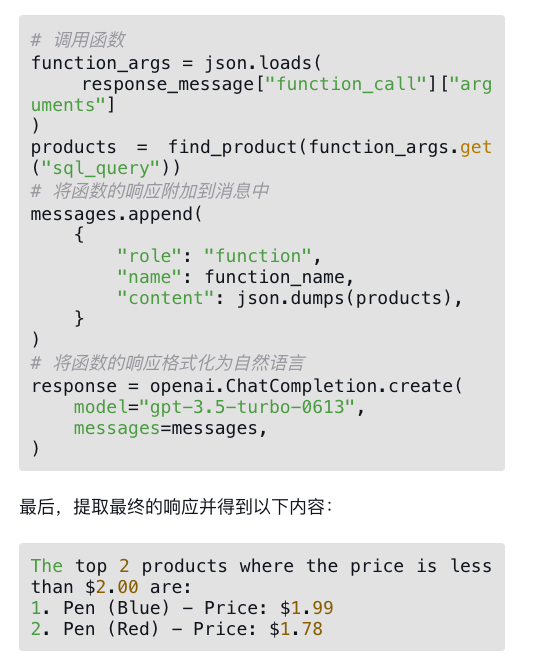 # 调用函数
function_args = json.loads(
    response_message["function_call"]["arg
uments"]
)
products = find_product(function_args.get
("sql_query"))
# 将函数的响应附加到消息中
messages.append(
    {
        "role": "function",
        "name": function_name,
        "content": json.dumps(products),
    }
)
# 将函数的响应格式化为自然语言
response = openai.ChatCompletion.create(
    model="gpt-3.5-turbo-0613",
    messages=messages,
)
最后，提取最终的响应并得到以下内容：
The top 2 products where the price is less
than $2.00 are:
1. Pen (Blue) – Price: $1.99
2. Pen (Red) – Price: $1.78